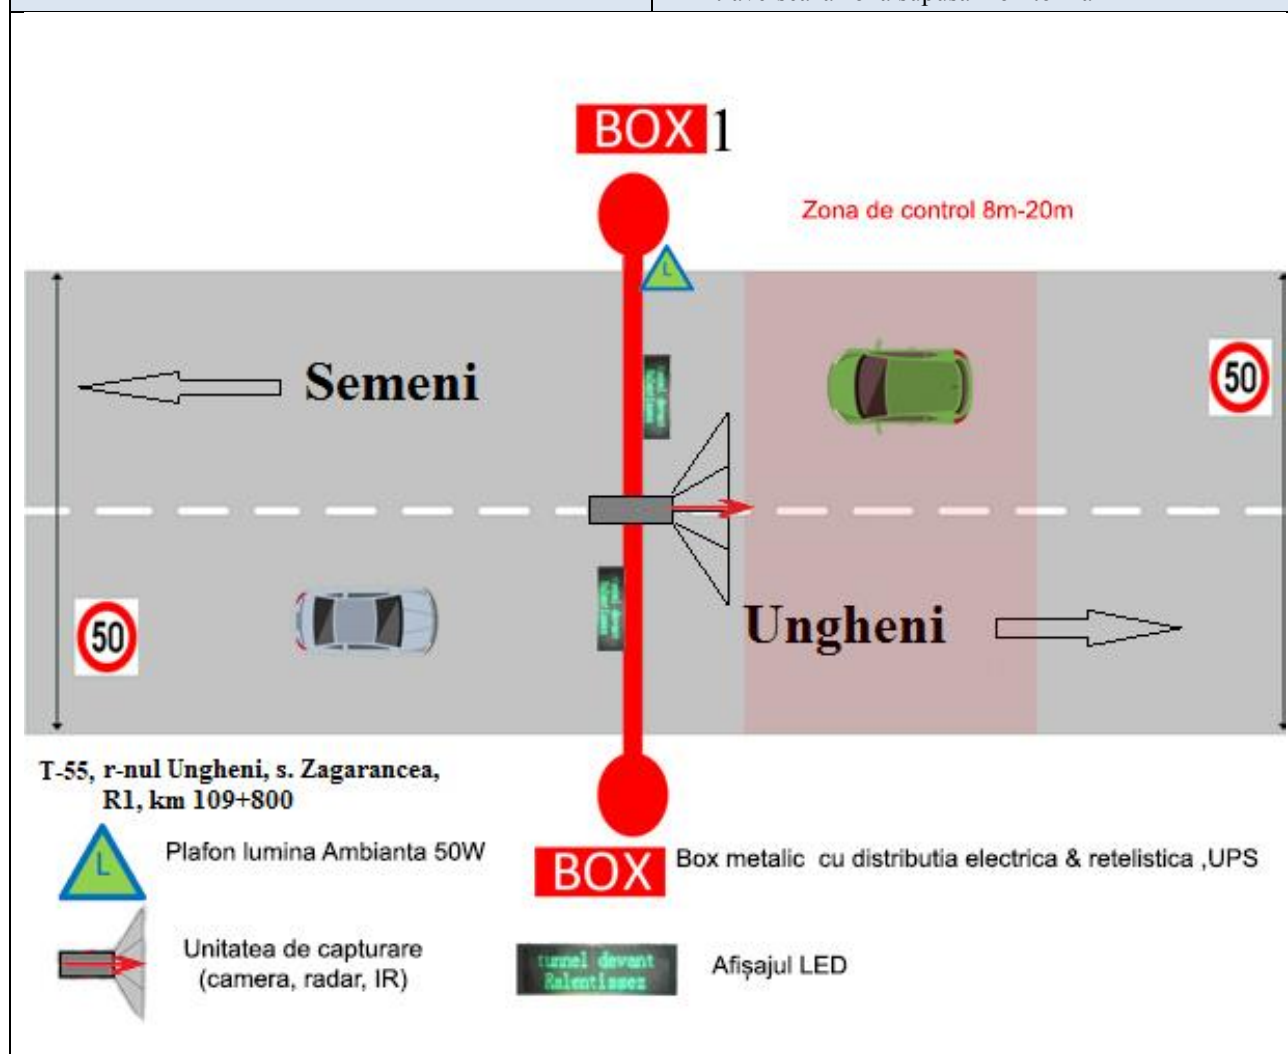 BOX 1
Zona de control 8m-20m
L
50
Semeni
50
Ungheni
T-55, r-nul Ungheni, s. Zagarancea,
R1, km 109+800
L
Plafon lumina Ambianta 50W
BOX
Box metalic cu distributia electrica & retelistica ,UPS
Unitatea de capturare
(camera, radar, IR)
tunnel devant
Ralentissez
Afișajul LED